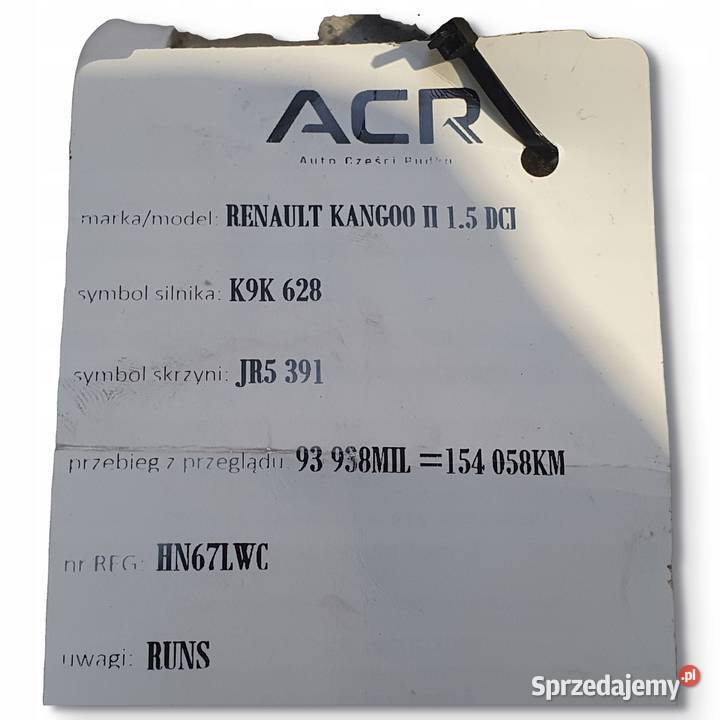 ACR
Auto Części Rudka
marka/model: RENAULT KANGOO II 1.5 DCI
symbol silnika: K9K 628
symbol skrzyni: JR5 391
przebieg z przeglądu: 93 938MIL =154 058KM
nr REG: HN67LWC
uwagi: RUNS
Sprzedajemy.pl